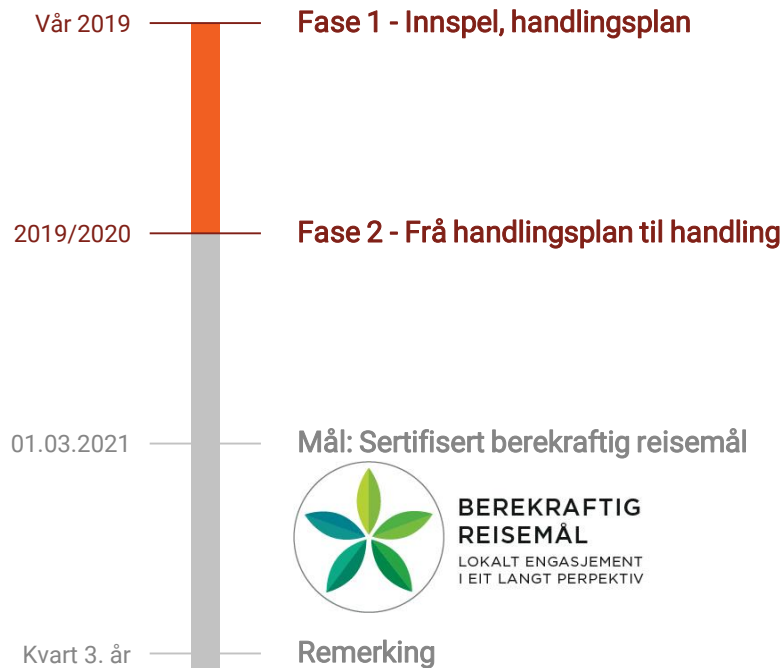 Vår 2019
Fase 1 - Innspel, handlingsplan
2019/2020
Fase 2 - Frå handlingsplan til handling
01.03.2021
Mål: Sertifisert berekraftig reisemål
BEREKRAFTIG
REISEMÅL
LOKALT ENGASJEMENT
I EIT LANGT PERPEKTIV
Kvart 3. år
Remerking